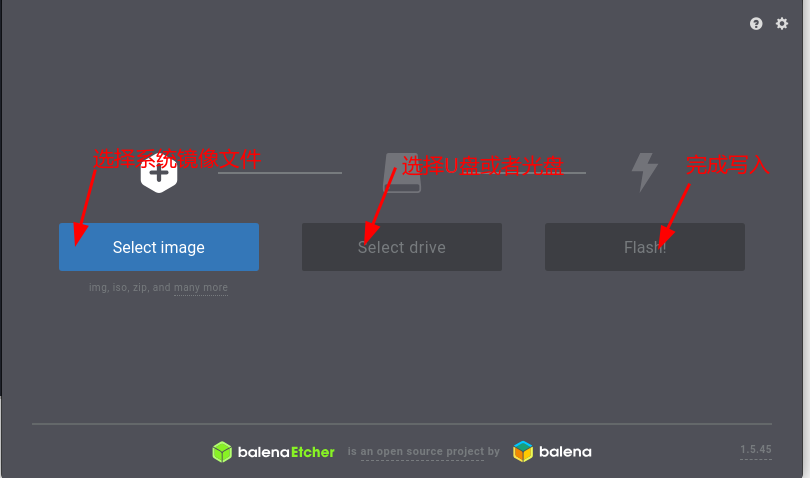 选择系统镜像文件
选择U盘或者光盘
完成写入
Select image
Select drive
Flash!
img, iso, zip, and many more
balenaEtcher is an open source project by balena
1.5.45